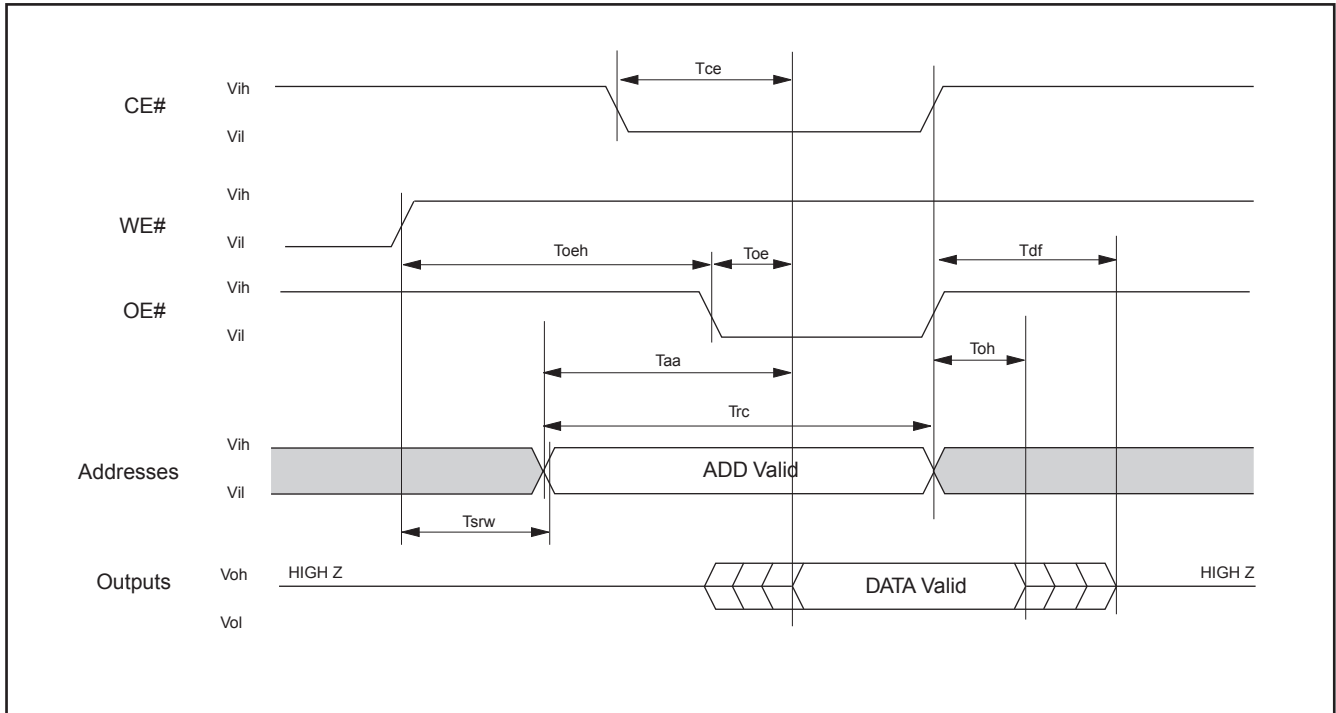 Tce
CE#
Vih
Vil
WE#
Vih
Vil
Toeh
Toe
Tdf
OE#
Vih
Vil
Taa
Toh
Trc
Addresses
Vih
Vil
ADD Valid
Tsrw
Outputs
Voh
HIGH Z
DATA Valid
HIGH Z
Vol